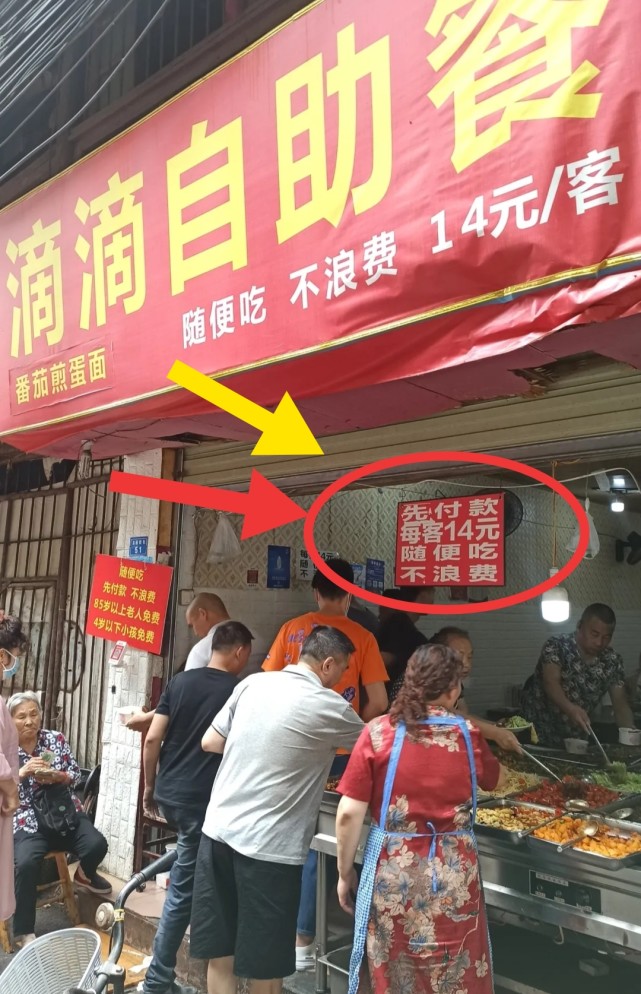 滴滴自助餐
随便吃 不浪费 14元/客
番茄煎蛋面
先付款
每客14元
随便吃
不浪费
51
随便吃
先付款 不浪费
85岁以上老人免费
4岁以下小孩免费